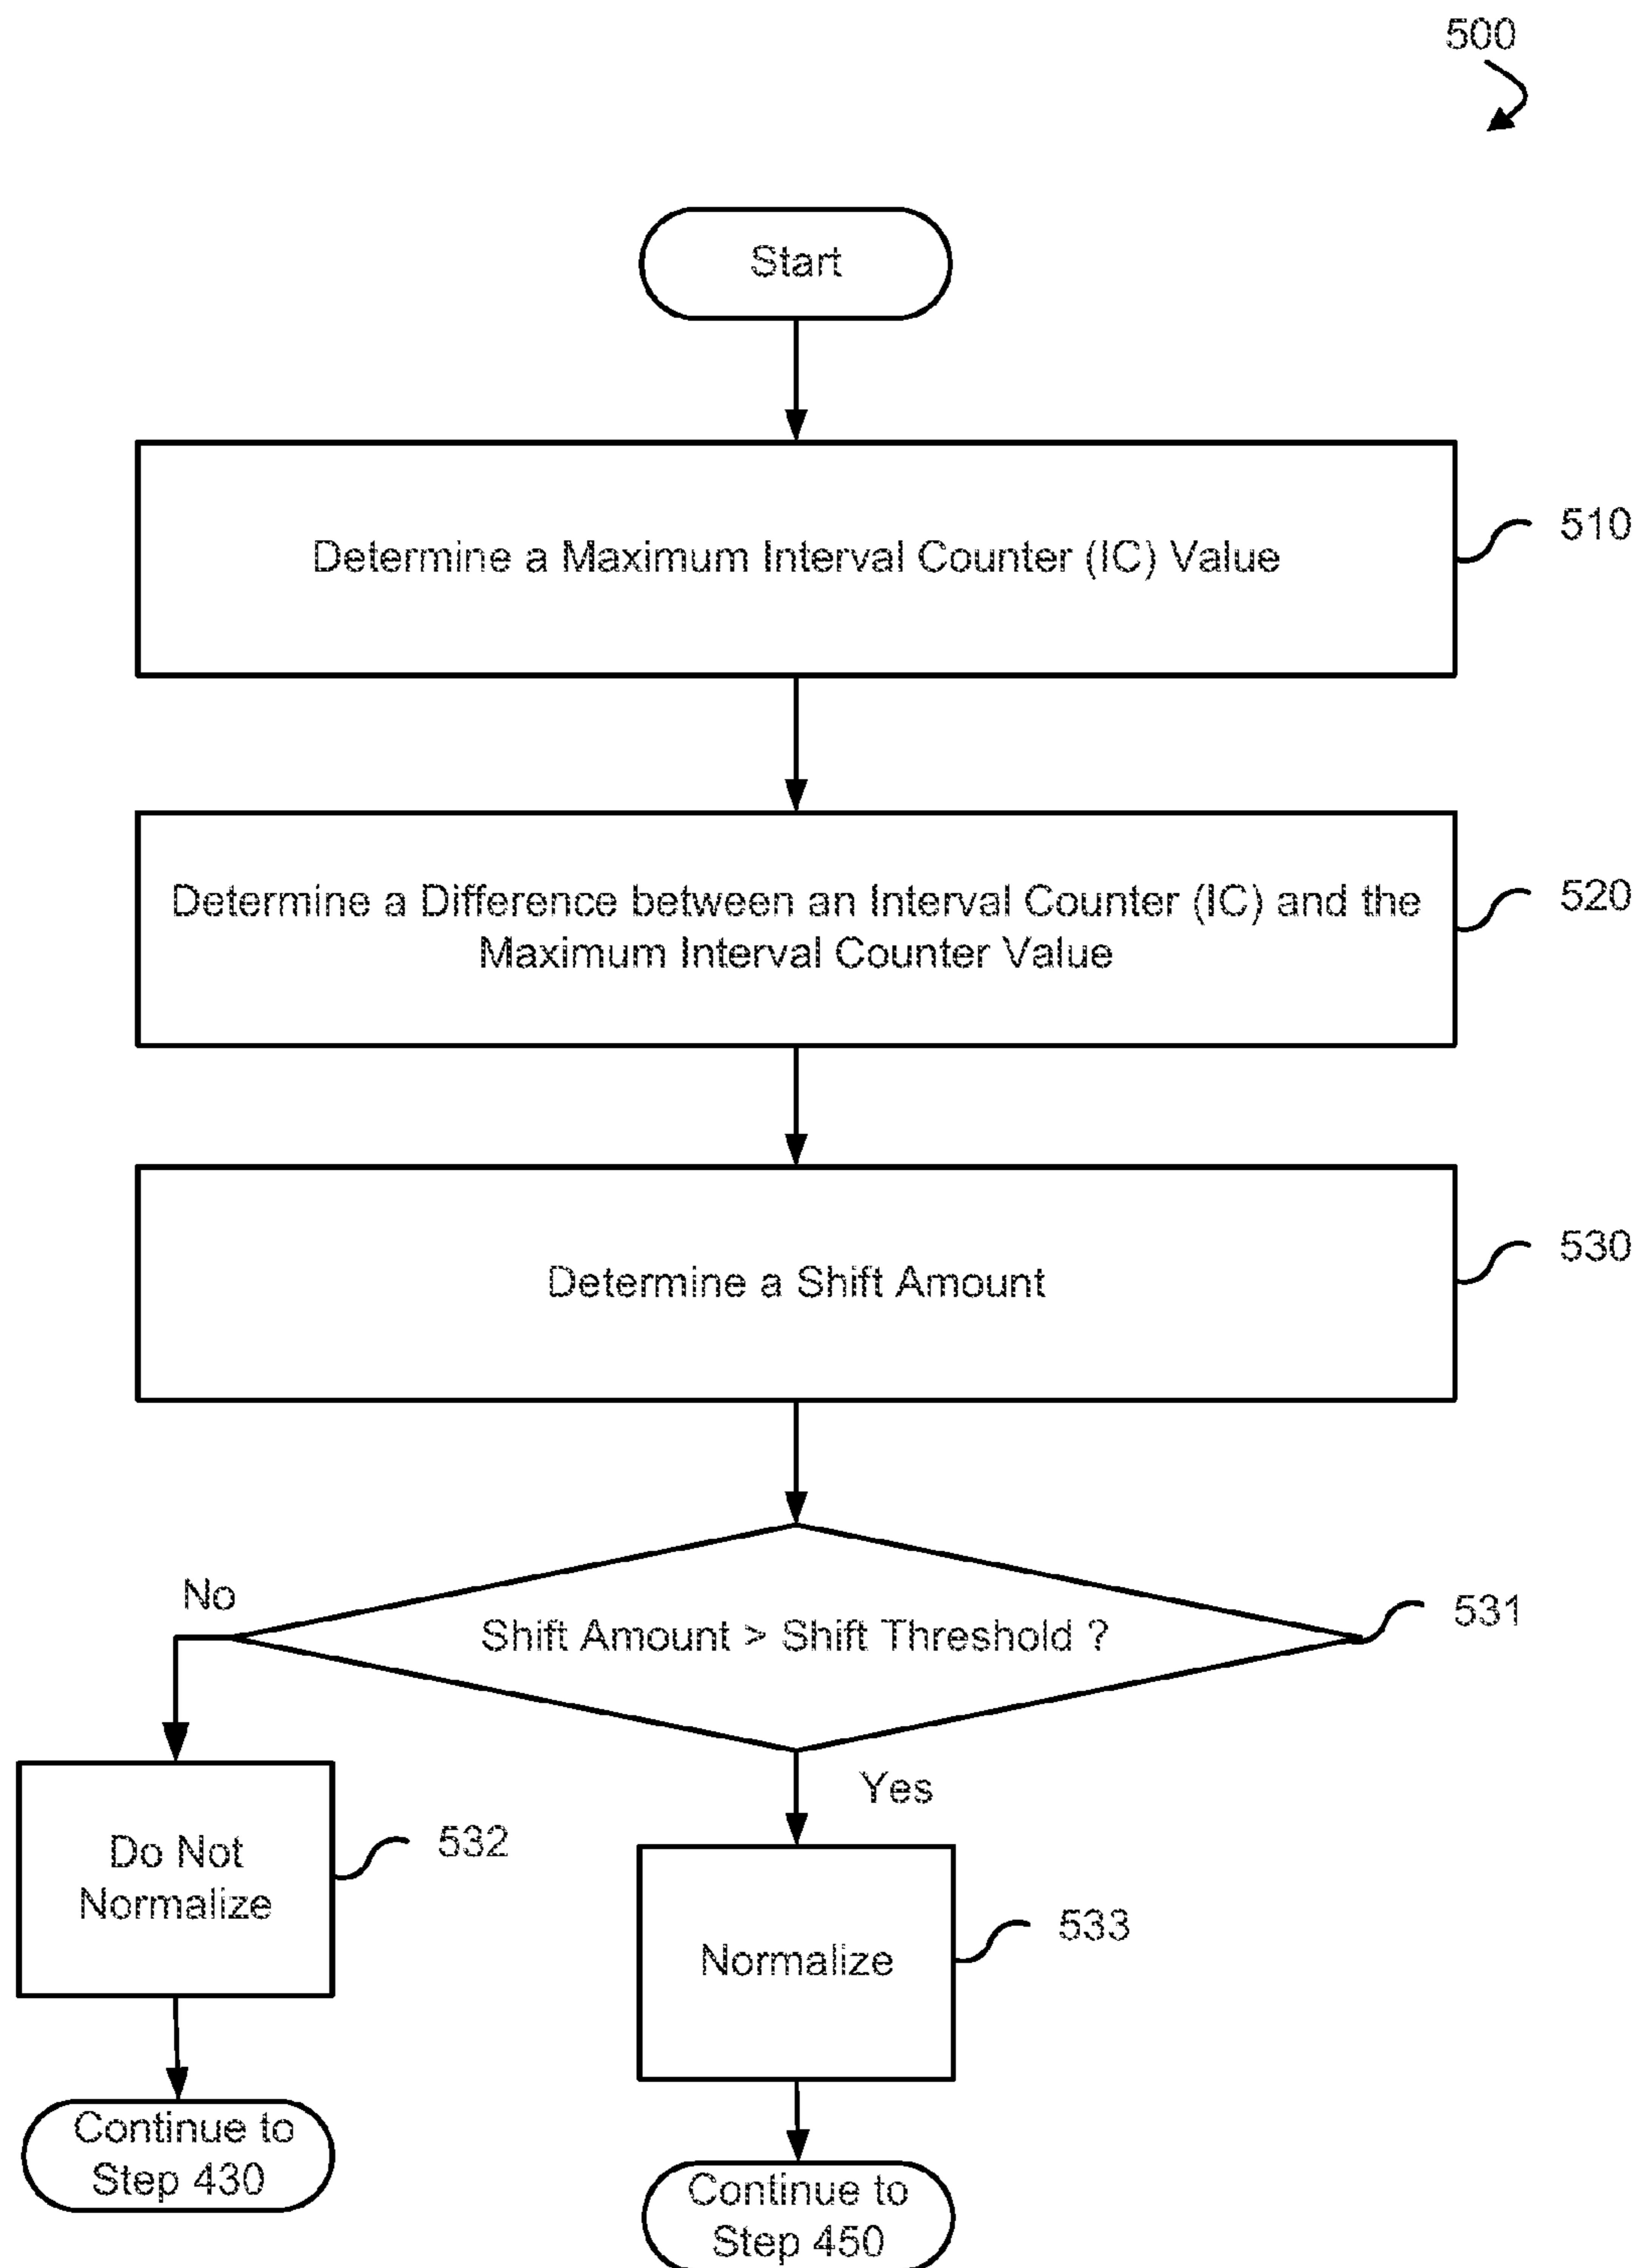 500
Start
Determine a Maximum Interval Counter (IC) Value
510
Determine a Difference between an Interval Counter (IC) and the
Maximum Interval Counter Value
520
Determine a Shift Amount
530
Shift Amount > Shift Threshold ?
531
No
Yes
Do Not
Normalize
532
Normalize
533
Continue to
Step 430
Continue to
Step 450